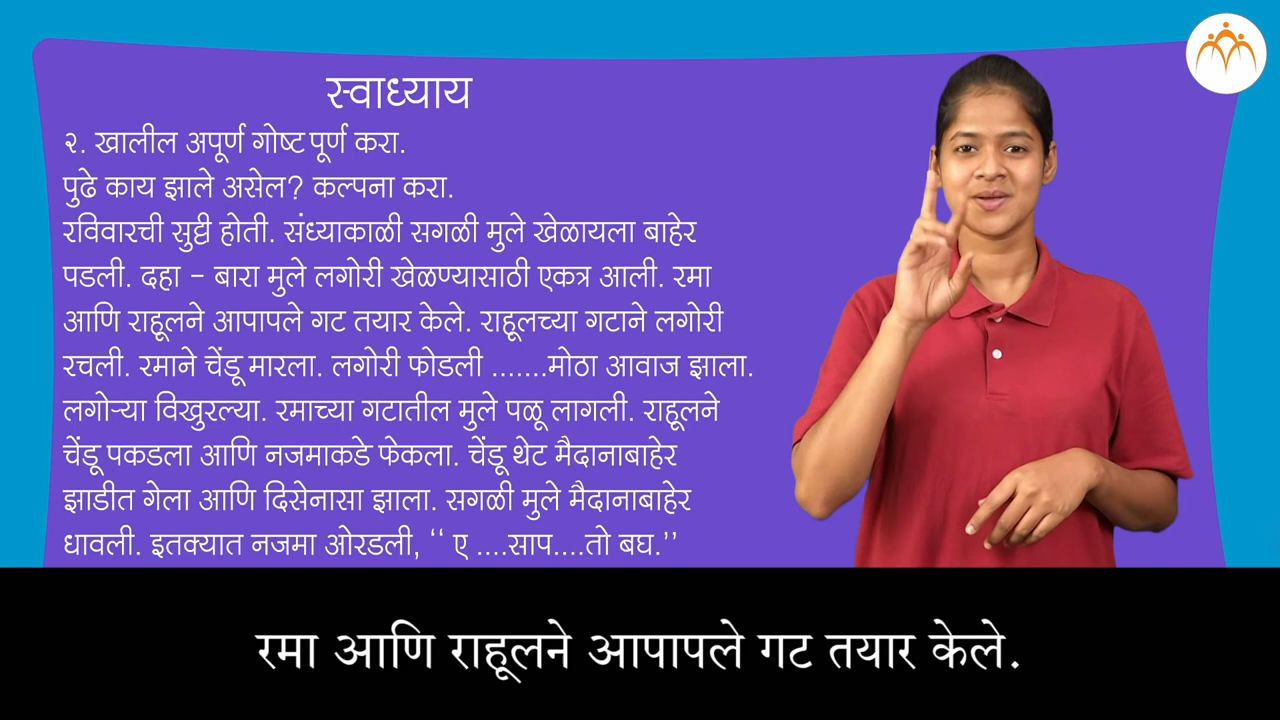 स्वाध्याय
२. खालील अपूर्ण गोष्ट पूर्ण करा.
पुढे काय झाले असेल? कल्पना करा.
रविवारची सुट्टी होती. संध्याकाळी सगळी मुले खेळायला बाहेर
पडली. दहा – बारा मुले लगोरी खेळण्यासाठी एकत्र आली. रमा
आणि राहूलने आपापले गट तयार केले. राहूलच्या गटाने लगोरी
रचली. रमाने चेंडू मारला. लगोरी फोडली .......मोठा आवाज झाला.
लगोऱ्या विखुरल्या. रमाच्या गटातील मुले पळू लागली. राहूलने
चेंडू पकडला आणि नजमाकडे फेकला. चेंडू थेट मैदानाबाहेर
झाडीत गेला आणि दिसेनासा झाला. सगळी मुले मैदानाबाहेर
धावली. इतक्यात नजमा ओरडली, ‘‘ ए ....साप....तो बघ.’’
रमा आणि राहूलने आपापले गट तयार केले.